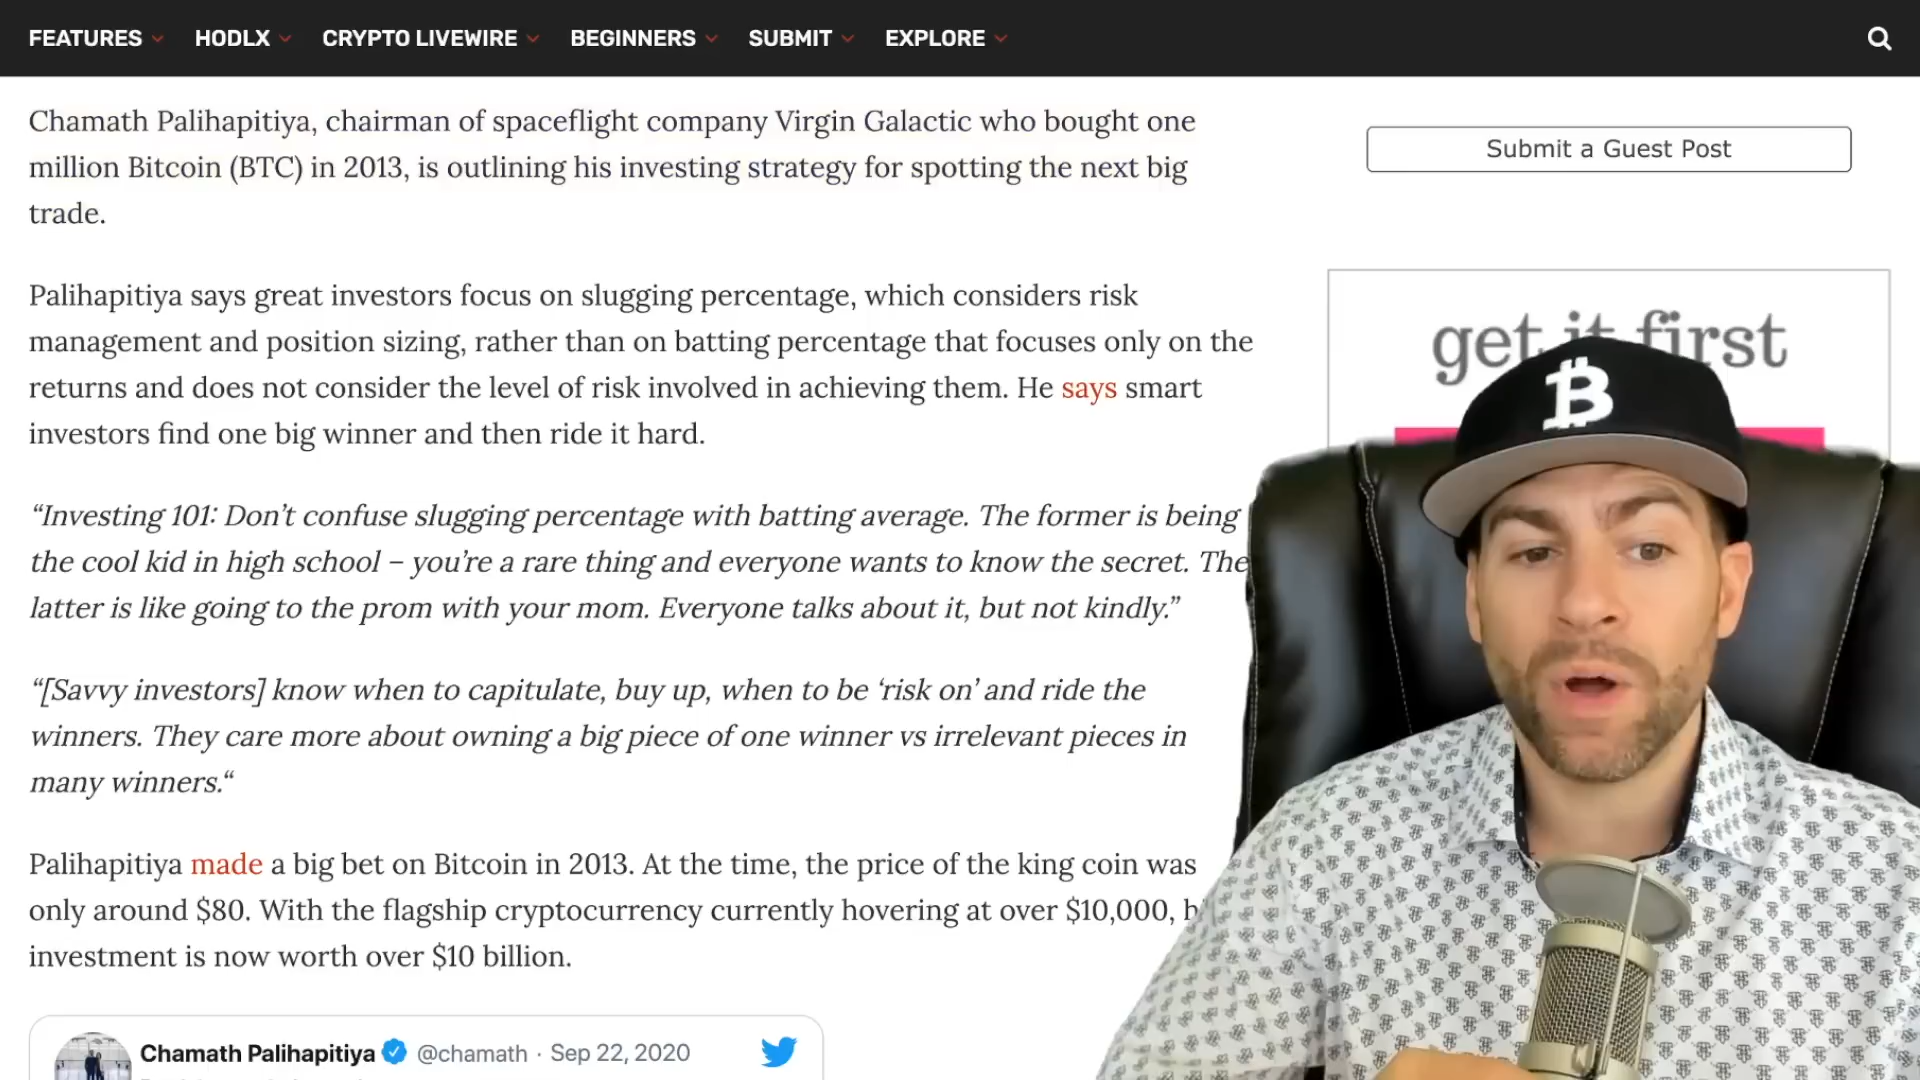 FEATURES HODLX CRYPTO LIVEWIRE BEGINNERS SUBMIT EXPLORE
Chamath Palihapitiya, chairman of spaceflight company Virgin Galactic who bought one
million Bitcoin (BTC) in 2013, is outlining his investing strategy for spotting the next big
trade.
Palihapitiya says great investors focus on slugging percentage, which considers risk
management and position sizing, rather than on batting percentage that focuses only on the
returns and does not consider the level of risk involved in achieving them. He says smart
investors find one big winner and then ride it hard.
“Investing 101: Don’t confuse slugging percentage with batting average. The former is being
the cool kid in high school – you’re a rare thing and everyone wants to know the secret. The
latter is like going to the prom with your mom. Everyone talks about it, but not kindly.”
“[Savvy investors] know when to capitulate, buy up, when to be ‘risk on’ and ride the
winners. They care more about owning a big piece of one winner vs irrelevant pieces in
many winners.“
Palihapitiya made a big bet on Bitcoin in 2013. At the time, the price of the king coin was
only around $80. With the flagship cryptocurrency currently hovering at over $10,000,
investment is now worth over $10 billion.
Chamath Palihapitiya @chamath · Sep 22, 2020
Submit a Guest Post
get it first